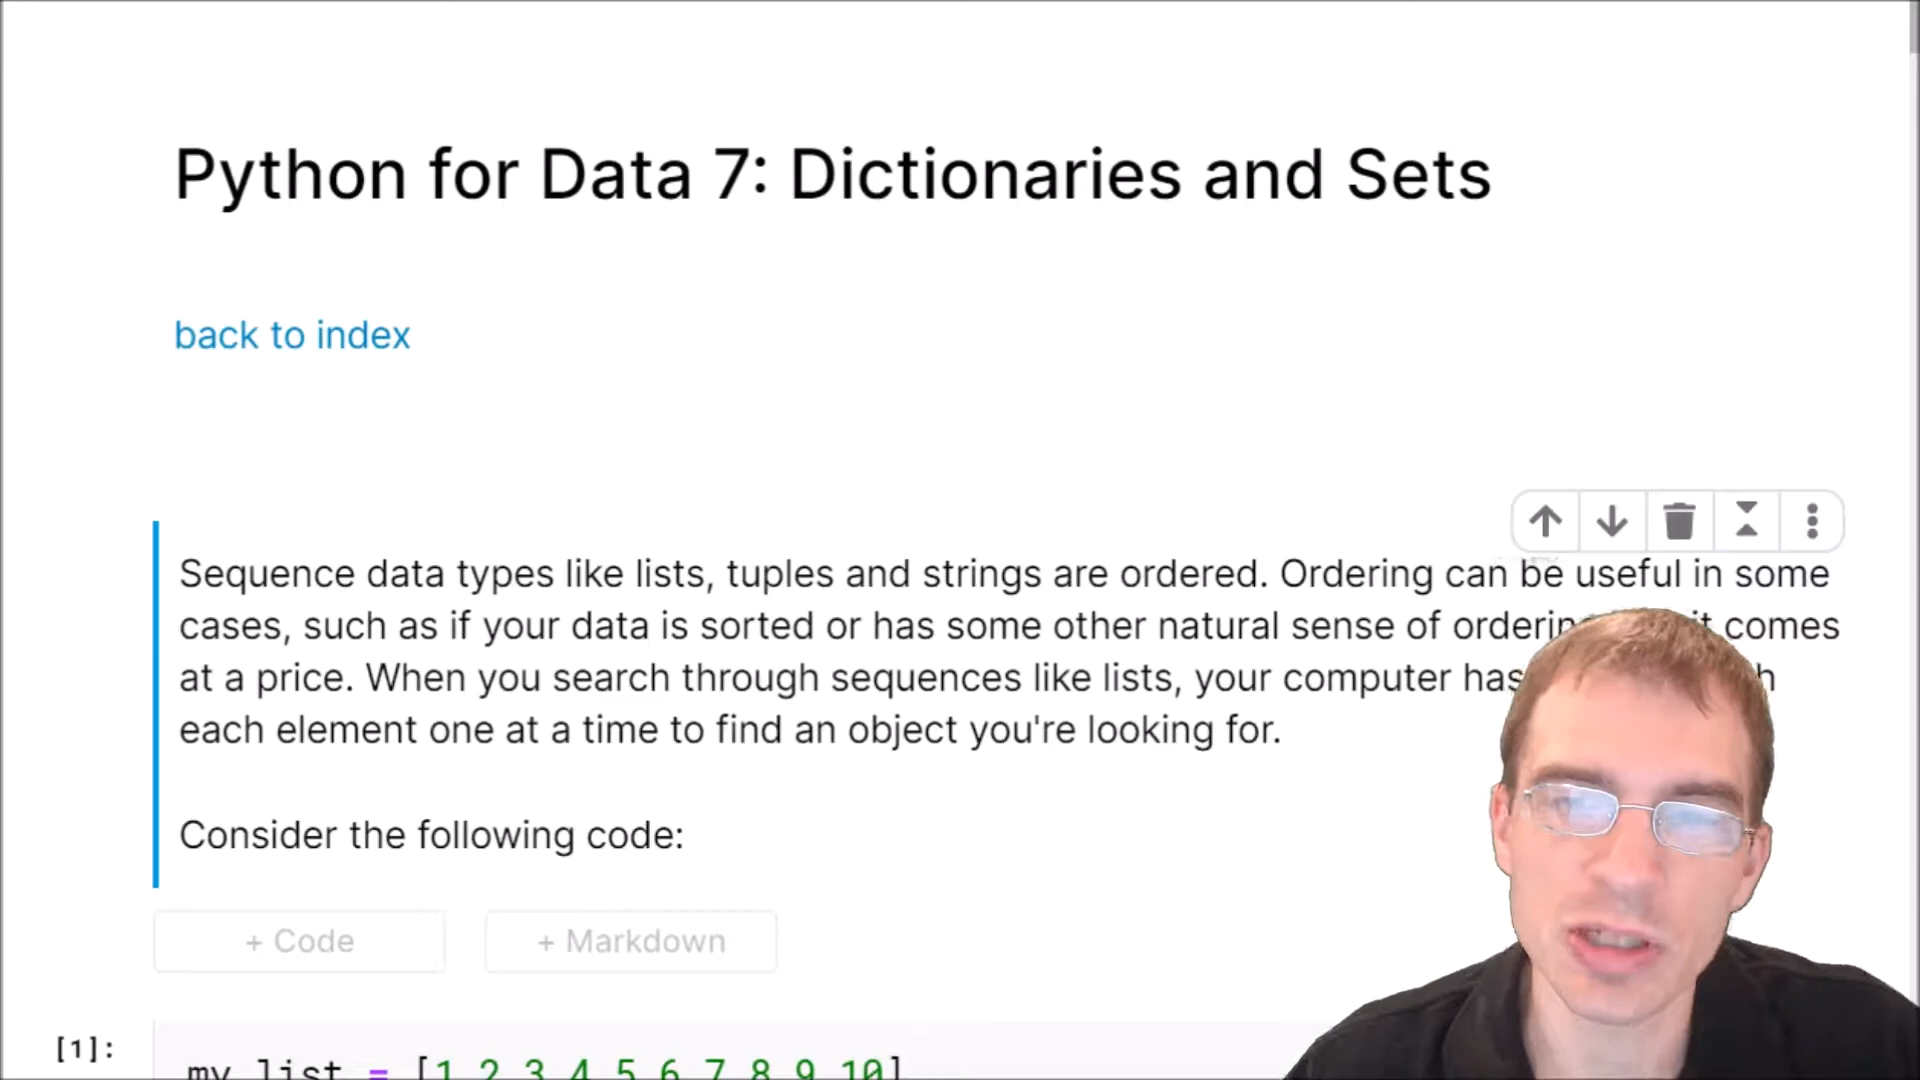 Python for Data 7: Dictionaries and Sets
back to index
Sequence data types like lists, tuples and strings are ordered. Ordering can be useful in some
cases, such as if your data is sorted or has some other natural sense of it comes
at a price. When you search through sequences like lists, your computer has
each element one at a time to find an object you're looking for.
Consider the following code:
+ Code
+ Markdown
[1]:
my_list = [1,2,3,4,5,6,7,8,9,10]